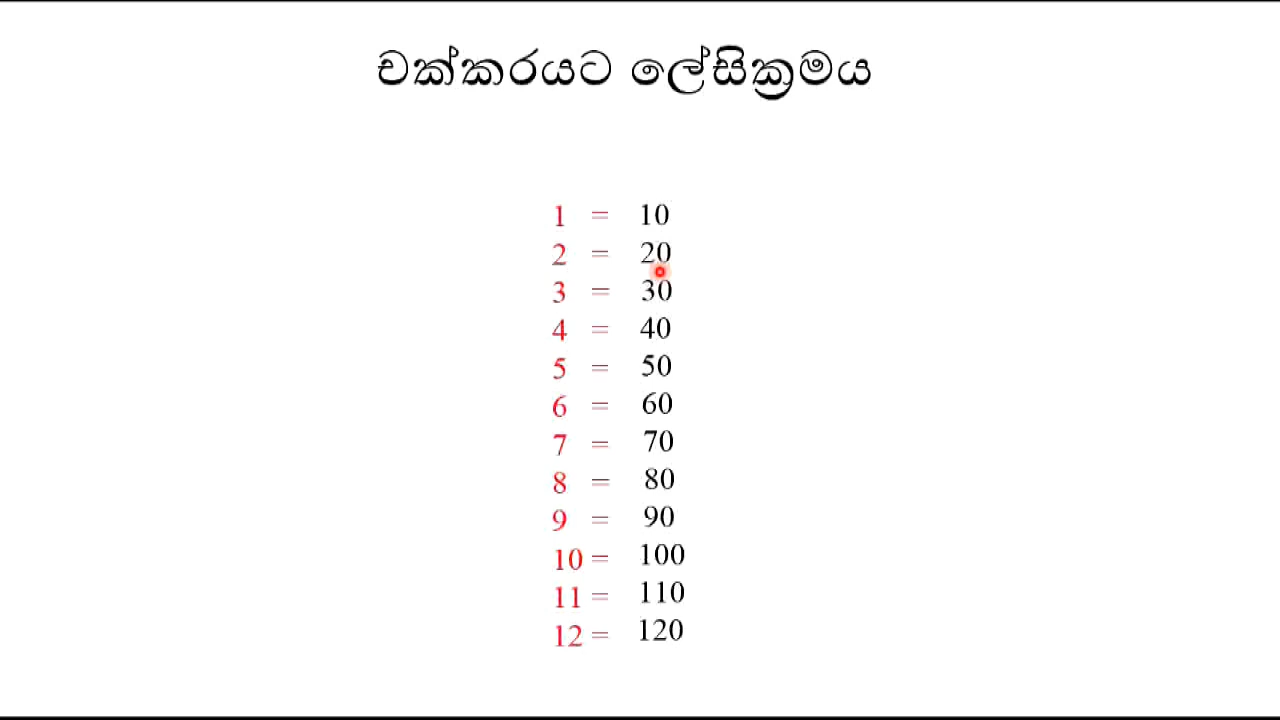 චක්කරයට ලේසික්‍රමය
1 = 10
2 = 20
3 = 30
4 = 40
5 = 50
6 = 60
7 = 70
8 = 80
9 = 90
10 = 100
11 = 110
12 = 120